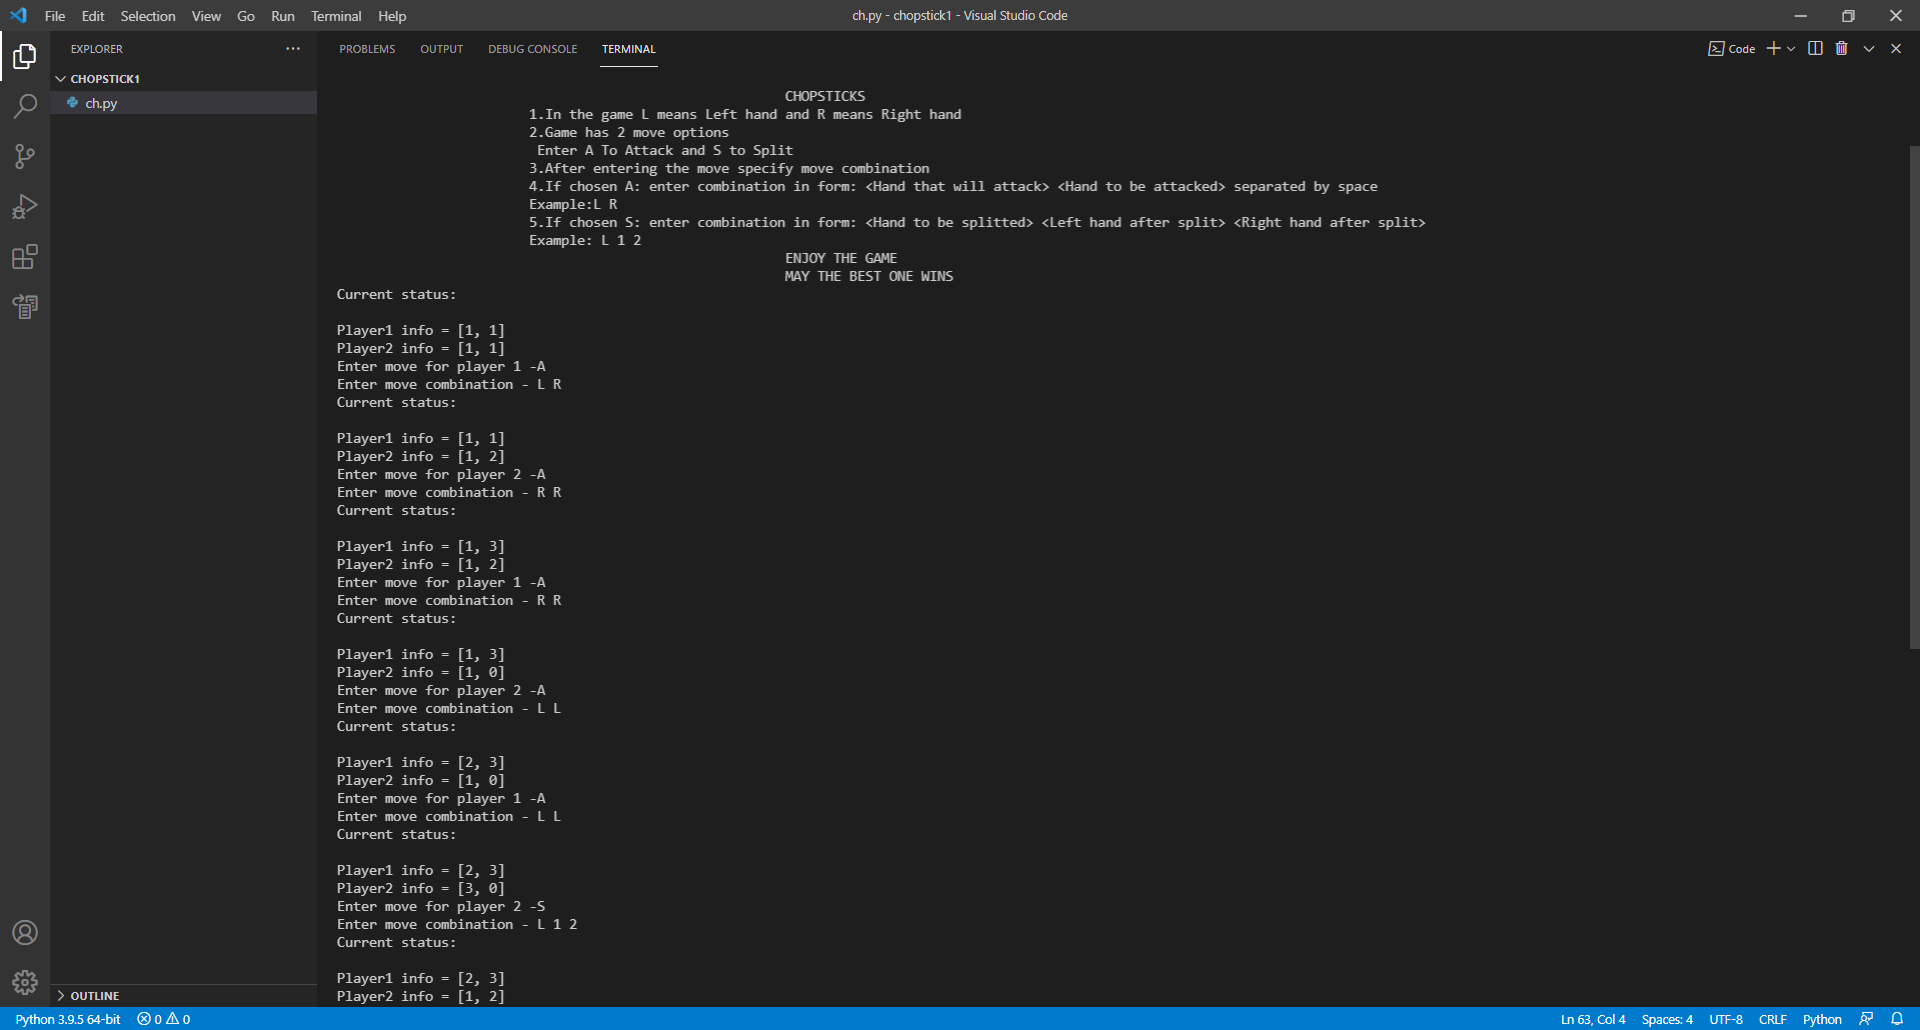 File Edit Selection View Go Run Terminal Help
ch.py - chopstick1 - Visual Studio Code
EXPLORER
CHOPSTICK1
ch.py
OUTLINE
PROBLEMS OUTPUT DEBUG CONSOLE TERMINAL
Code
CHOPSTICKS
1.In the game L means Left hand and R means Right hand
2.Game has 2 move options
Enter A To Attack and S to Split
3.After entering the move specify move combination
4.If chosen A: enter combination in form: <Hand that will attack> <Hand to be attacked> separated by space
Example:L R
5.If chosen S: enter combination in form: <Hand to be splitted> <Left hand after split> <Right hand after split>
Example: L 1 2
ENJOY THE GAME
MAY THE BEST ONE WINS
Current status:
Player1 info = [1, 1]
Player2 info = [1, 1]
Enter move for player 1 -A
Enter move combination - L R
Current status:
Player1 info = [1, 1]
Player2 info = [1, 2]
Enter move for player 2 -A
Enter move combination - R R
Current status:
Player1 info = [1, 3]
Player2 info = [1, 2]
Enter move for player 1 -A
Enter move combination - R R
Current status:
Player1 info = [1, 3]
Player2 info = [1, 0]
Enter move for player 2 -A
Enter move combination - L L
Current status:
Player1 info = [2, 3]
Player2 info = [1, 0]
Enter move for player 1 -A
Enter move combination - L L
Current status:
Player1 info = [2, 3]
Player2 info = [3, 0]
Enter move for player 2 -S
Enter move combination - L 1 2
Current status:
Player1 info = [2, 3]
Player2 info = [1, 2]
Python 3.9.5 64-bit 0 0
Ln 63, Col 4 Spaces: 4 UTF-8 CRLF Python